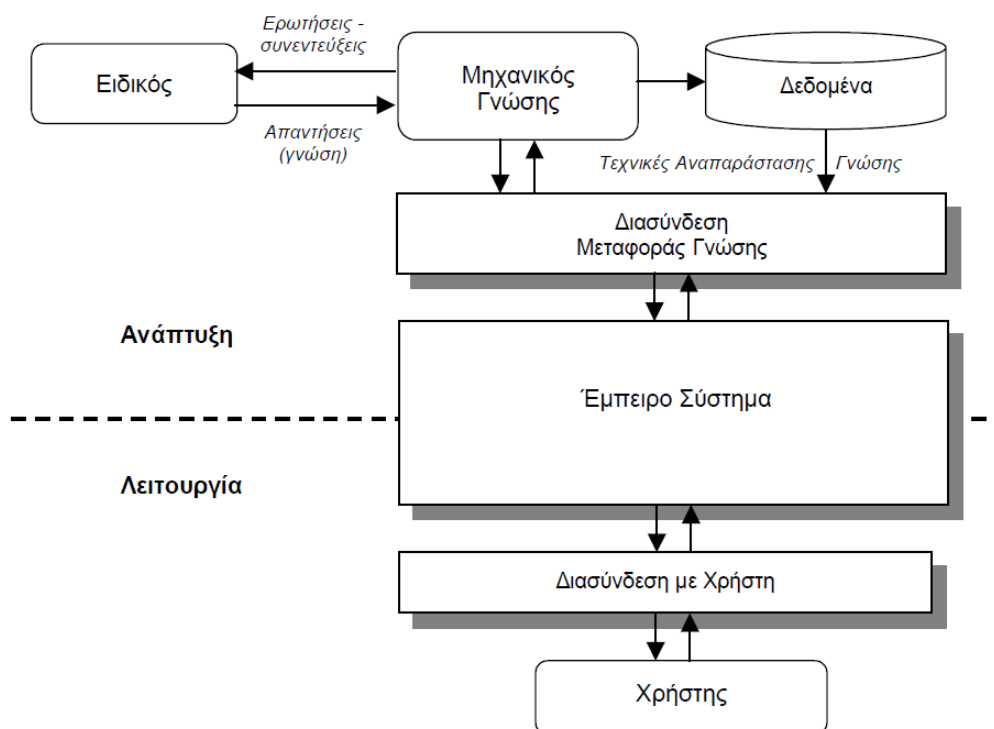 Ερωτήσεις -
συνεντεύξεις
Ειδικός
Μηχανικός
Γνώσης
Δεδομένα
Απαντήσεις
(γνώση)
Τεχνικές Αναπαράστασης Γνώσης
Διασύνδεση
Μεταφοράς Γνώσης
Ανάπτυξη
Έμπειρο Σύστημα
Λειτουργία
Διασύνδεση με Χρήστη
Χρήστης